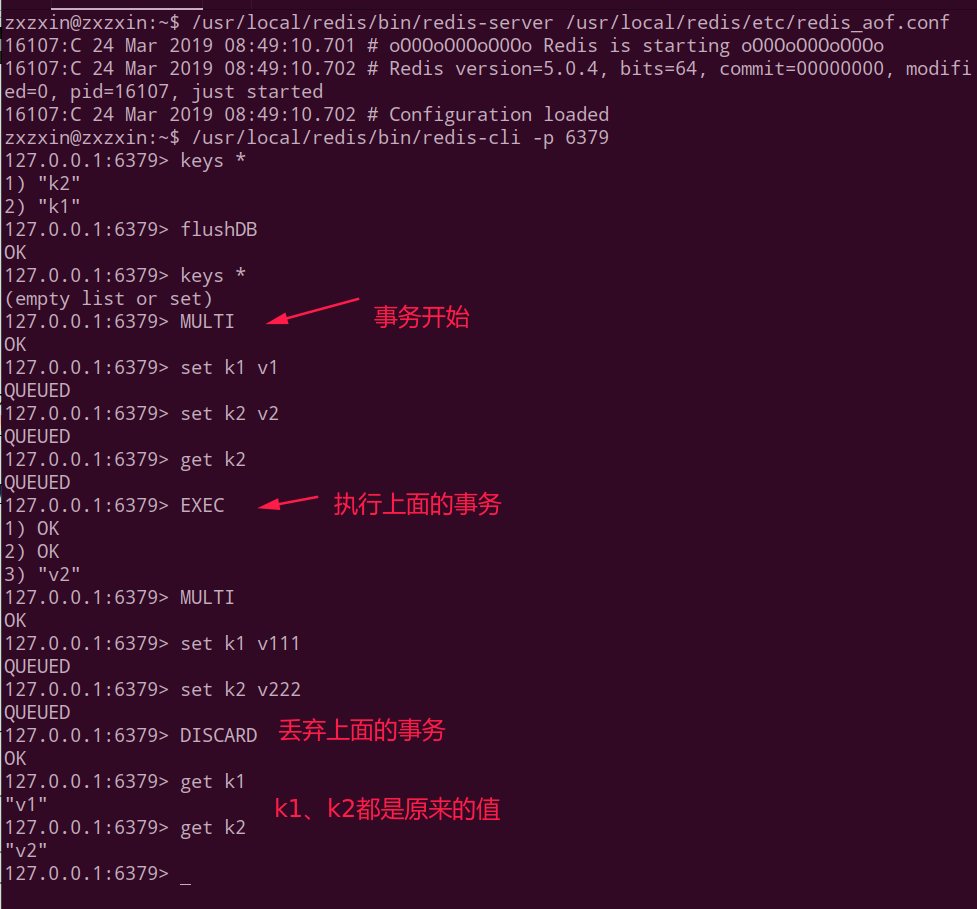 zxzxin@zxzxin:~$ /usr/local/redis/bin/redis-server /usr/local/redis/etc/redis_aof.conf
16107:C 24 Mar 2019 08:49:10.701 # oO0OoO0OoO0Oo Redis is starting oO0OoO0OoO0Oo
16107:C 24 Mar 2019 08:49:10.702 # Redis version=5.0.4, bits=64, commit=00000000, modifi
ed=0, pid=16107, just started
16107:C 24 Mar 2019 08:49:10.702 # Configuration loaded
zxzxin@zxzxin:~$ /usr/local/redis/bin/redis-cli -p 6379
127.0.0.1:6379> keys *
1) "k2"
2) "k1"
127.0.0.1:6379> flushDB
OK
127.0.0.1:6379> keys *
(empty list or set)
127.0.0.1:6379> MULTI 事务开始
OK
127.0.0.1:6379> set k1 v1
QUEUED
127.0.0.1:6379> set k2 v2
QUEUED
127.0.0.1:6379> get k2
QUEUED
127.0.0.1:6379> EXEC 执行上面的事务
1) OK
2) OK
3) "v2"
127.0.0.1:6379> MULTI
OK
127.0.0.1:6379> set k1 v111
QUEUED
127.0.0.1:6379> set k2 v222
QUEUED
127.0.0.1:6379> DISCARD 丢弃上面的事务
OK
127.0.0.1:6379> get k1
"v1" k1、k2都是原来的值
127.0.0.1:6379> get k2
"v2"
127.0.0.1:6379> _